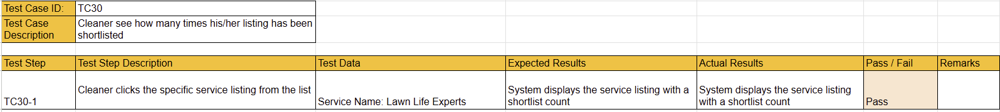 Test Case ID: TC30
Test Case Description Cleaner see how many times his/her listing has been shortlisted
Test Step Test Step Description Test Data Expected Results Actual Results Pass / Fail Remarks
TC30-1 Cleaner clicks the specific service listing from the list Service Name: Lawn Life Experts System displays the service listing with a shortlist count System displays the service listing with a shortlist count Pass